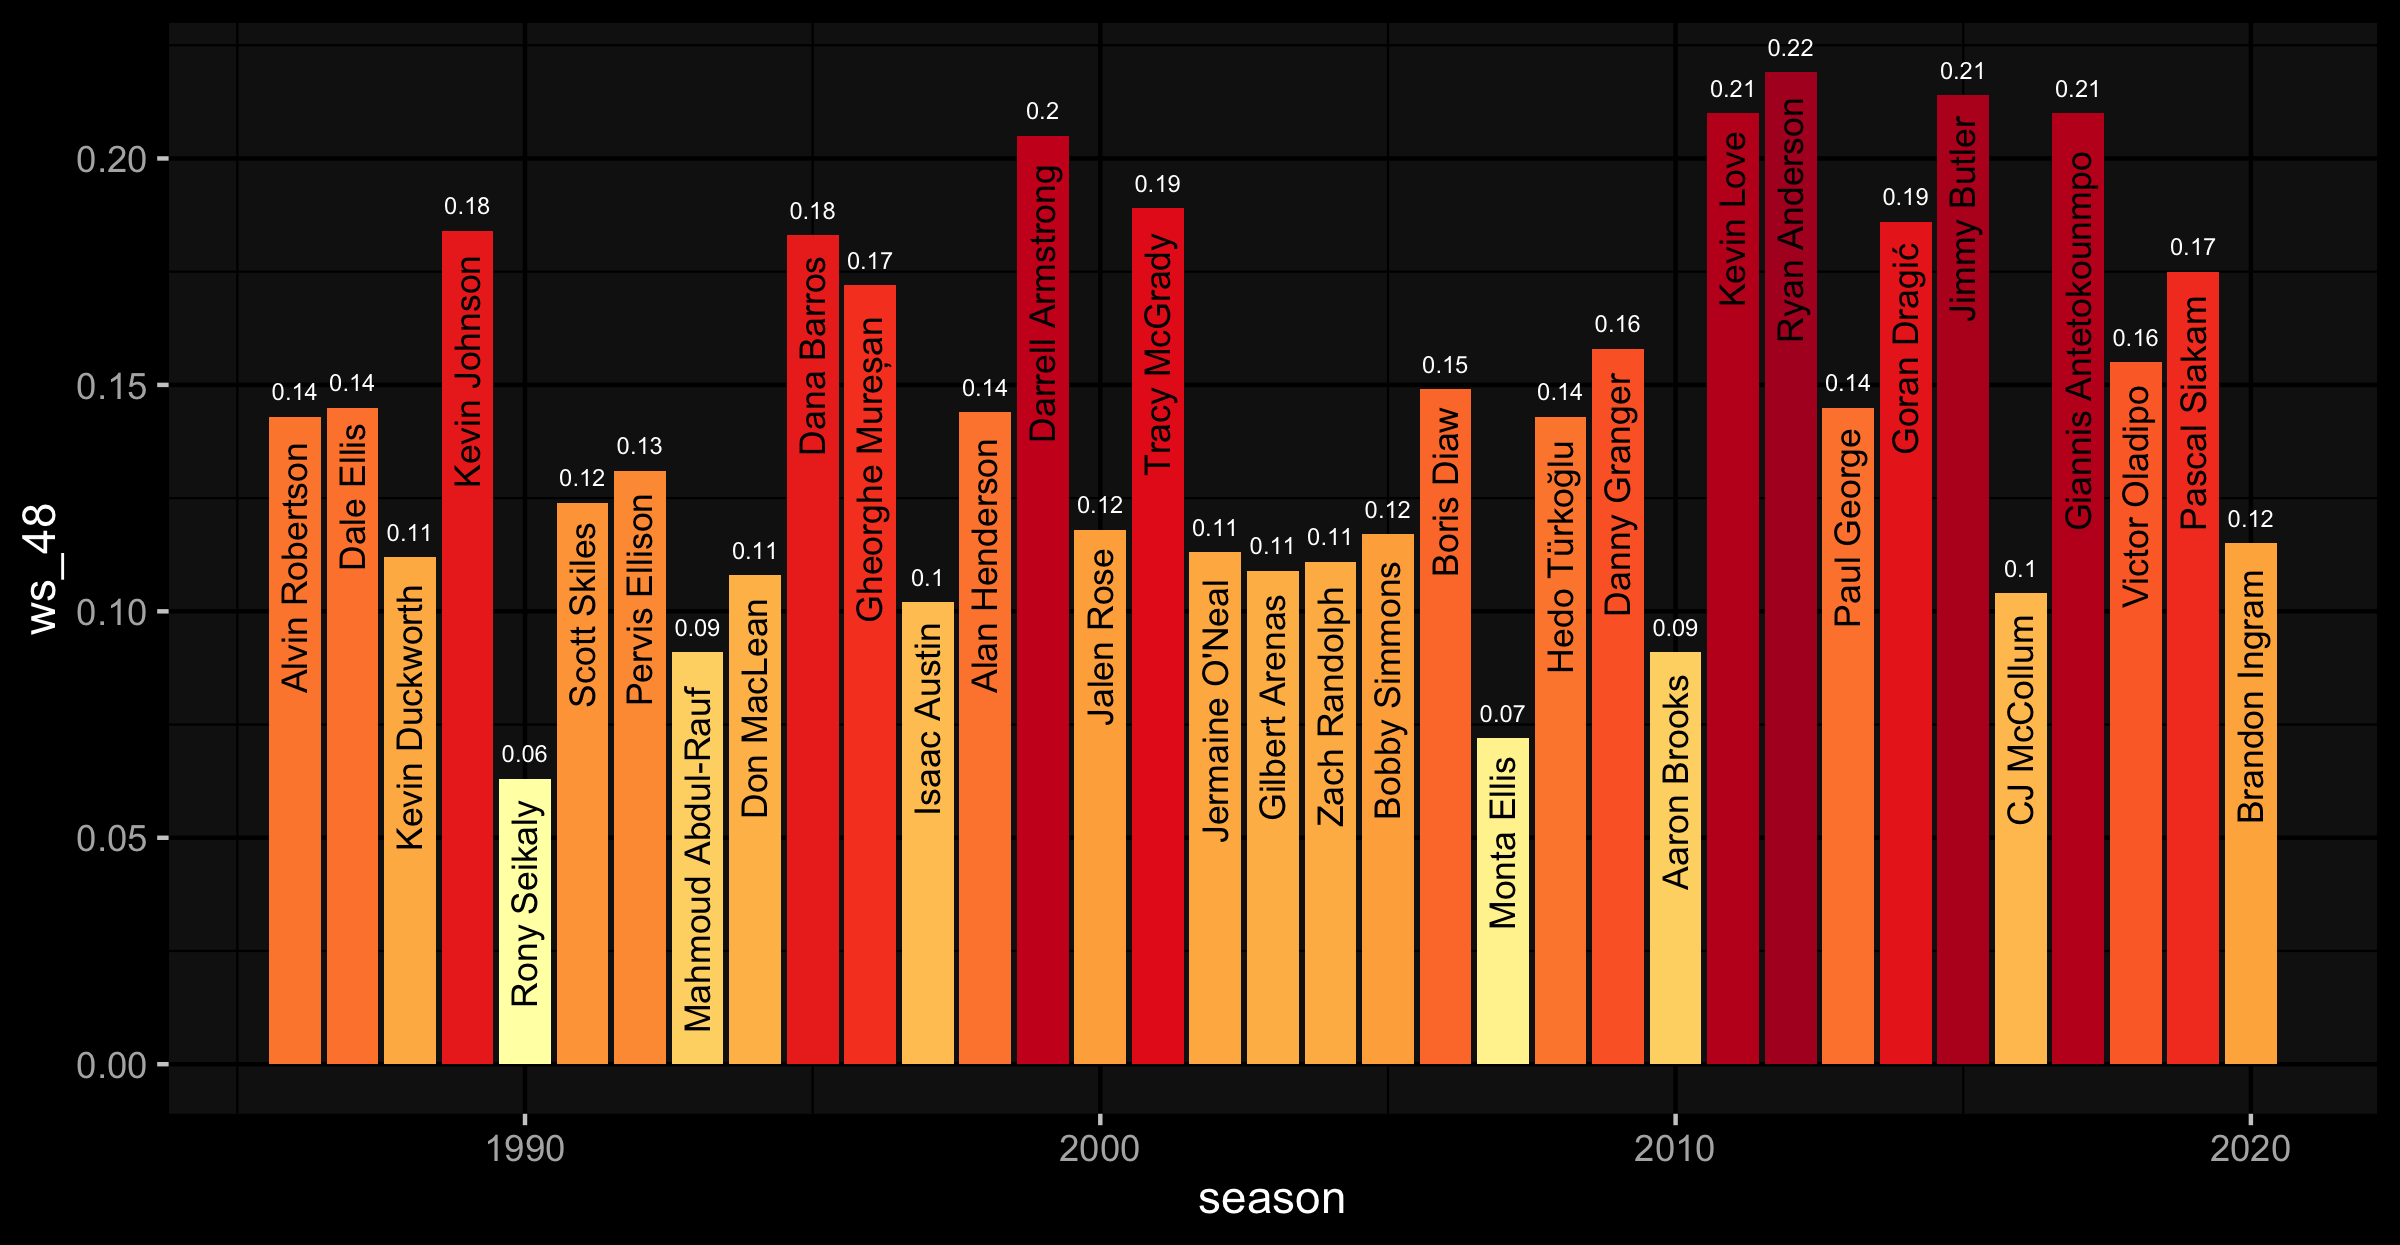 ws_48
0.20
0.15
0.10
0.05
0.00
0.14
0.14
0.11
0.18
0.06
0.12
0.13
0.09
0.11
0.18
0.17
0.1
0.14
0.2
0.12
0.19
0.11
0.11
0.11
0.12
0.15
0.07
0.14
0.16
0.09
0.21
0.22
0.14
0.19
0.21
0.1
0.21
0.16
0.17
0.12
Alvin Robertson
Dale Ellis
Kevin Duckworth
Kevin Johnson
Rony Seikaly
Scott Skiles
Pervis Ellison
Mahmoud Abdul-Rauf
Don MacLean
Dana Barros
Gheorghe Mureșan
Isaac Austin
Alan Henderson
Darrell Armstrong
Jalen Rose
Tracy McGrady
Jermaine O'Neal
Gilbert Arenas
Zach Randolph
Bobby Simmons
Boris Diaw
Monta Ellis
Hedo Türkoğlu
Danny Granger
Aaron Brooks
Kevin Love
Ryan Anderson
Paul George
Goran Dragić
Jimmy Butler
CJ McCollum
Giannis Antetokounmpo
Victor Oladipo
Pascal Siakam
Brandon Ingram
1990
2000
2010
2020
season